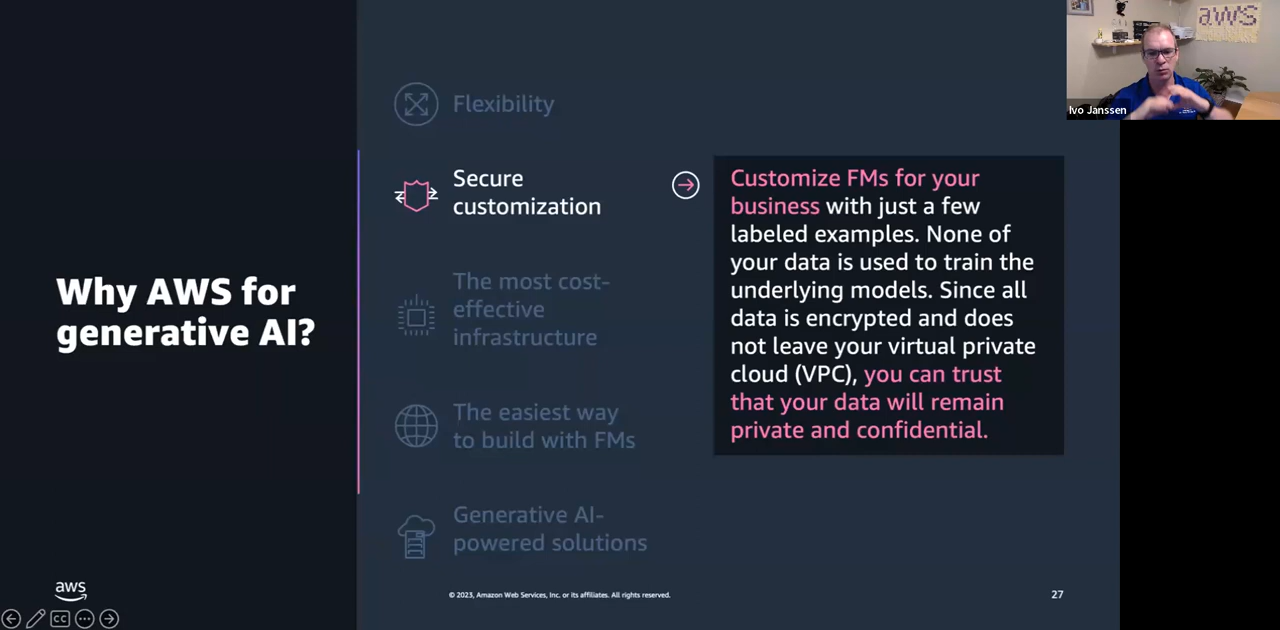 Why AWS for
generative AI?
Flexibility
Secure
customization
The most cost-
effective
infrastructure
The easiest way
to build with FMs
Generative AI-
powered solutions
Customize FMs for your
business with just a few
labeled examples. None of
your data is used to train the
underlying models. Since all
data is encrypted and does
not leave your virtual private
cloud (VPC), you can trust
that your data will remain
private and confidential.
aws
Ivo Janssen
aws
CC
© 2023, Amazon Web Services, Inc. or its affiliates. All rights reserved.
27